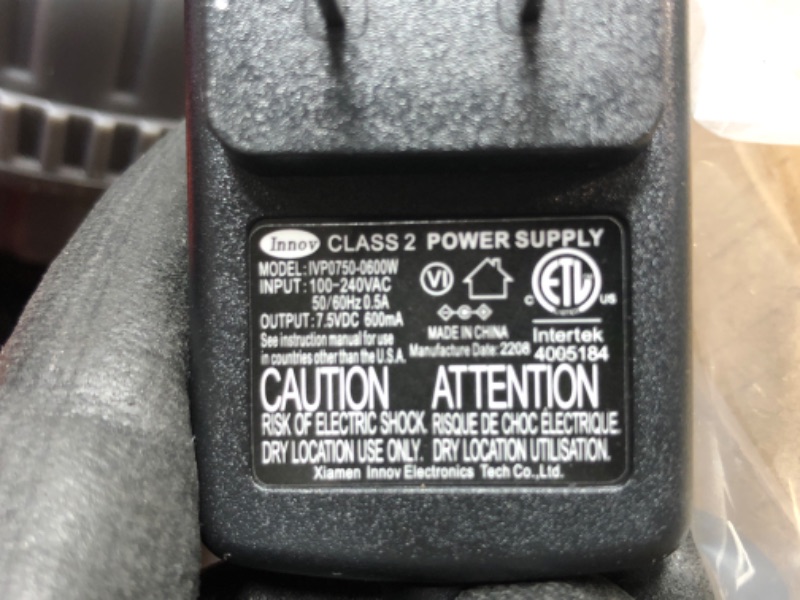 Innov CLASS 2 POWER SUPPLY
MODEL: IVP0750-0600W
INPUT: 100-240VAC
50/60Hz 0.5A
OUTPUT: 7.5VDC 600mA
See instruction manual for use
in countries other than the U.S.A.
VI
MADE IN CHINA
Manufacture Date: 2208
C ETL US
Intertek
4005184
CAUTION ATTENTION
RISK OF ELECTRIC SHOCK. RISQUE DE CHOC ÉLECTRIQUE.
DRY LOCATION USE ONLY. DRY LOCATION UTILISATION.
Xiamen Innov Electronics Tech Co.,Ltd.